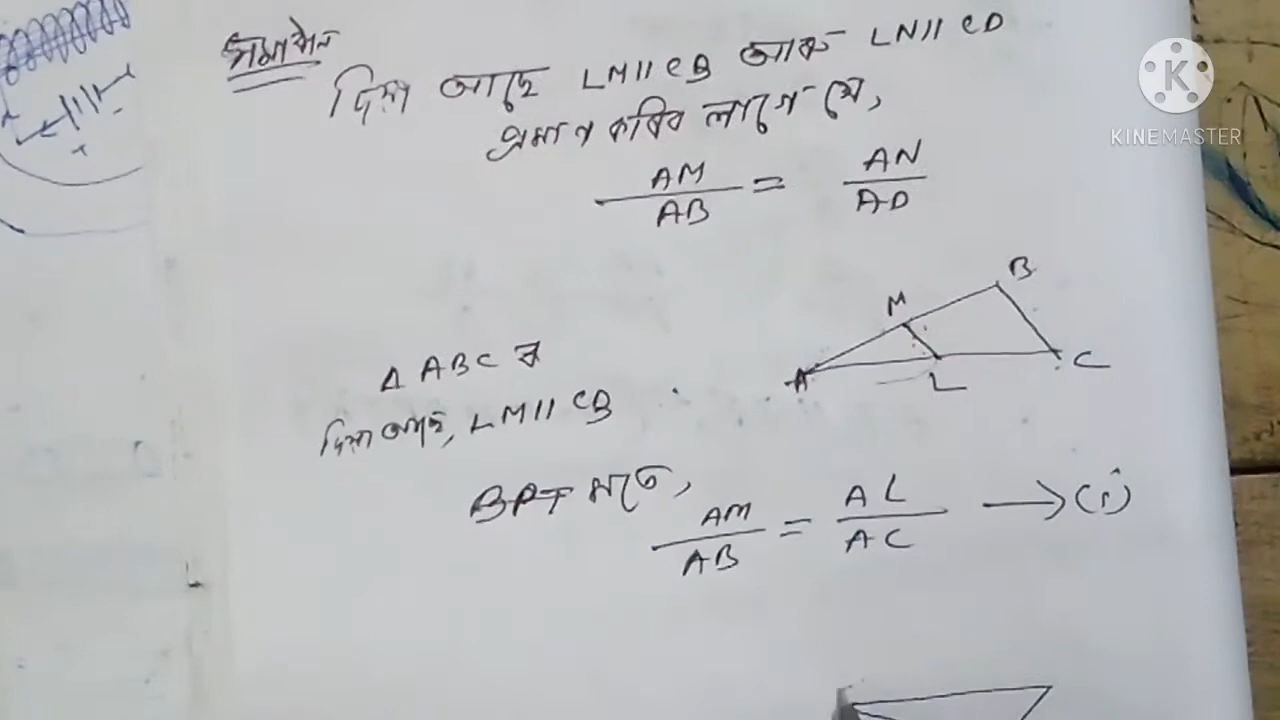 সমাধান
দিয়া আছে LM || CB আৰু LN || CD
প্ৰমাণ কৰিব লাগে যে,
AM/AB = AN/AD
B
M
A
L
C
Δ ABC ৰ
দিয়া আছে, LM || CB
BPT মতে,
AM/AB = AL/AC → (i)
K
KINEMASTER